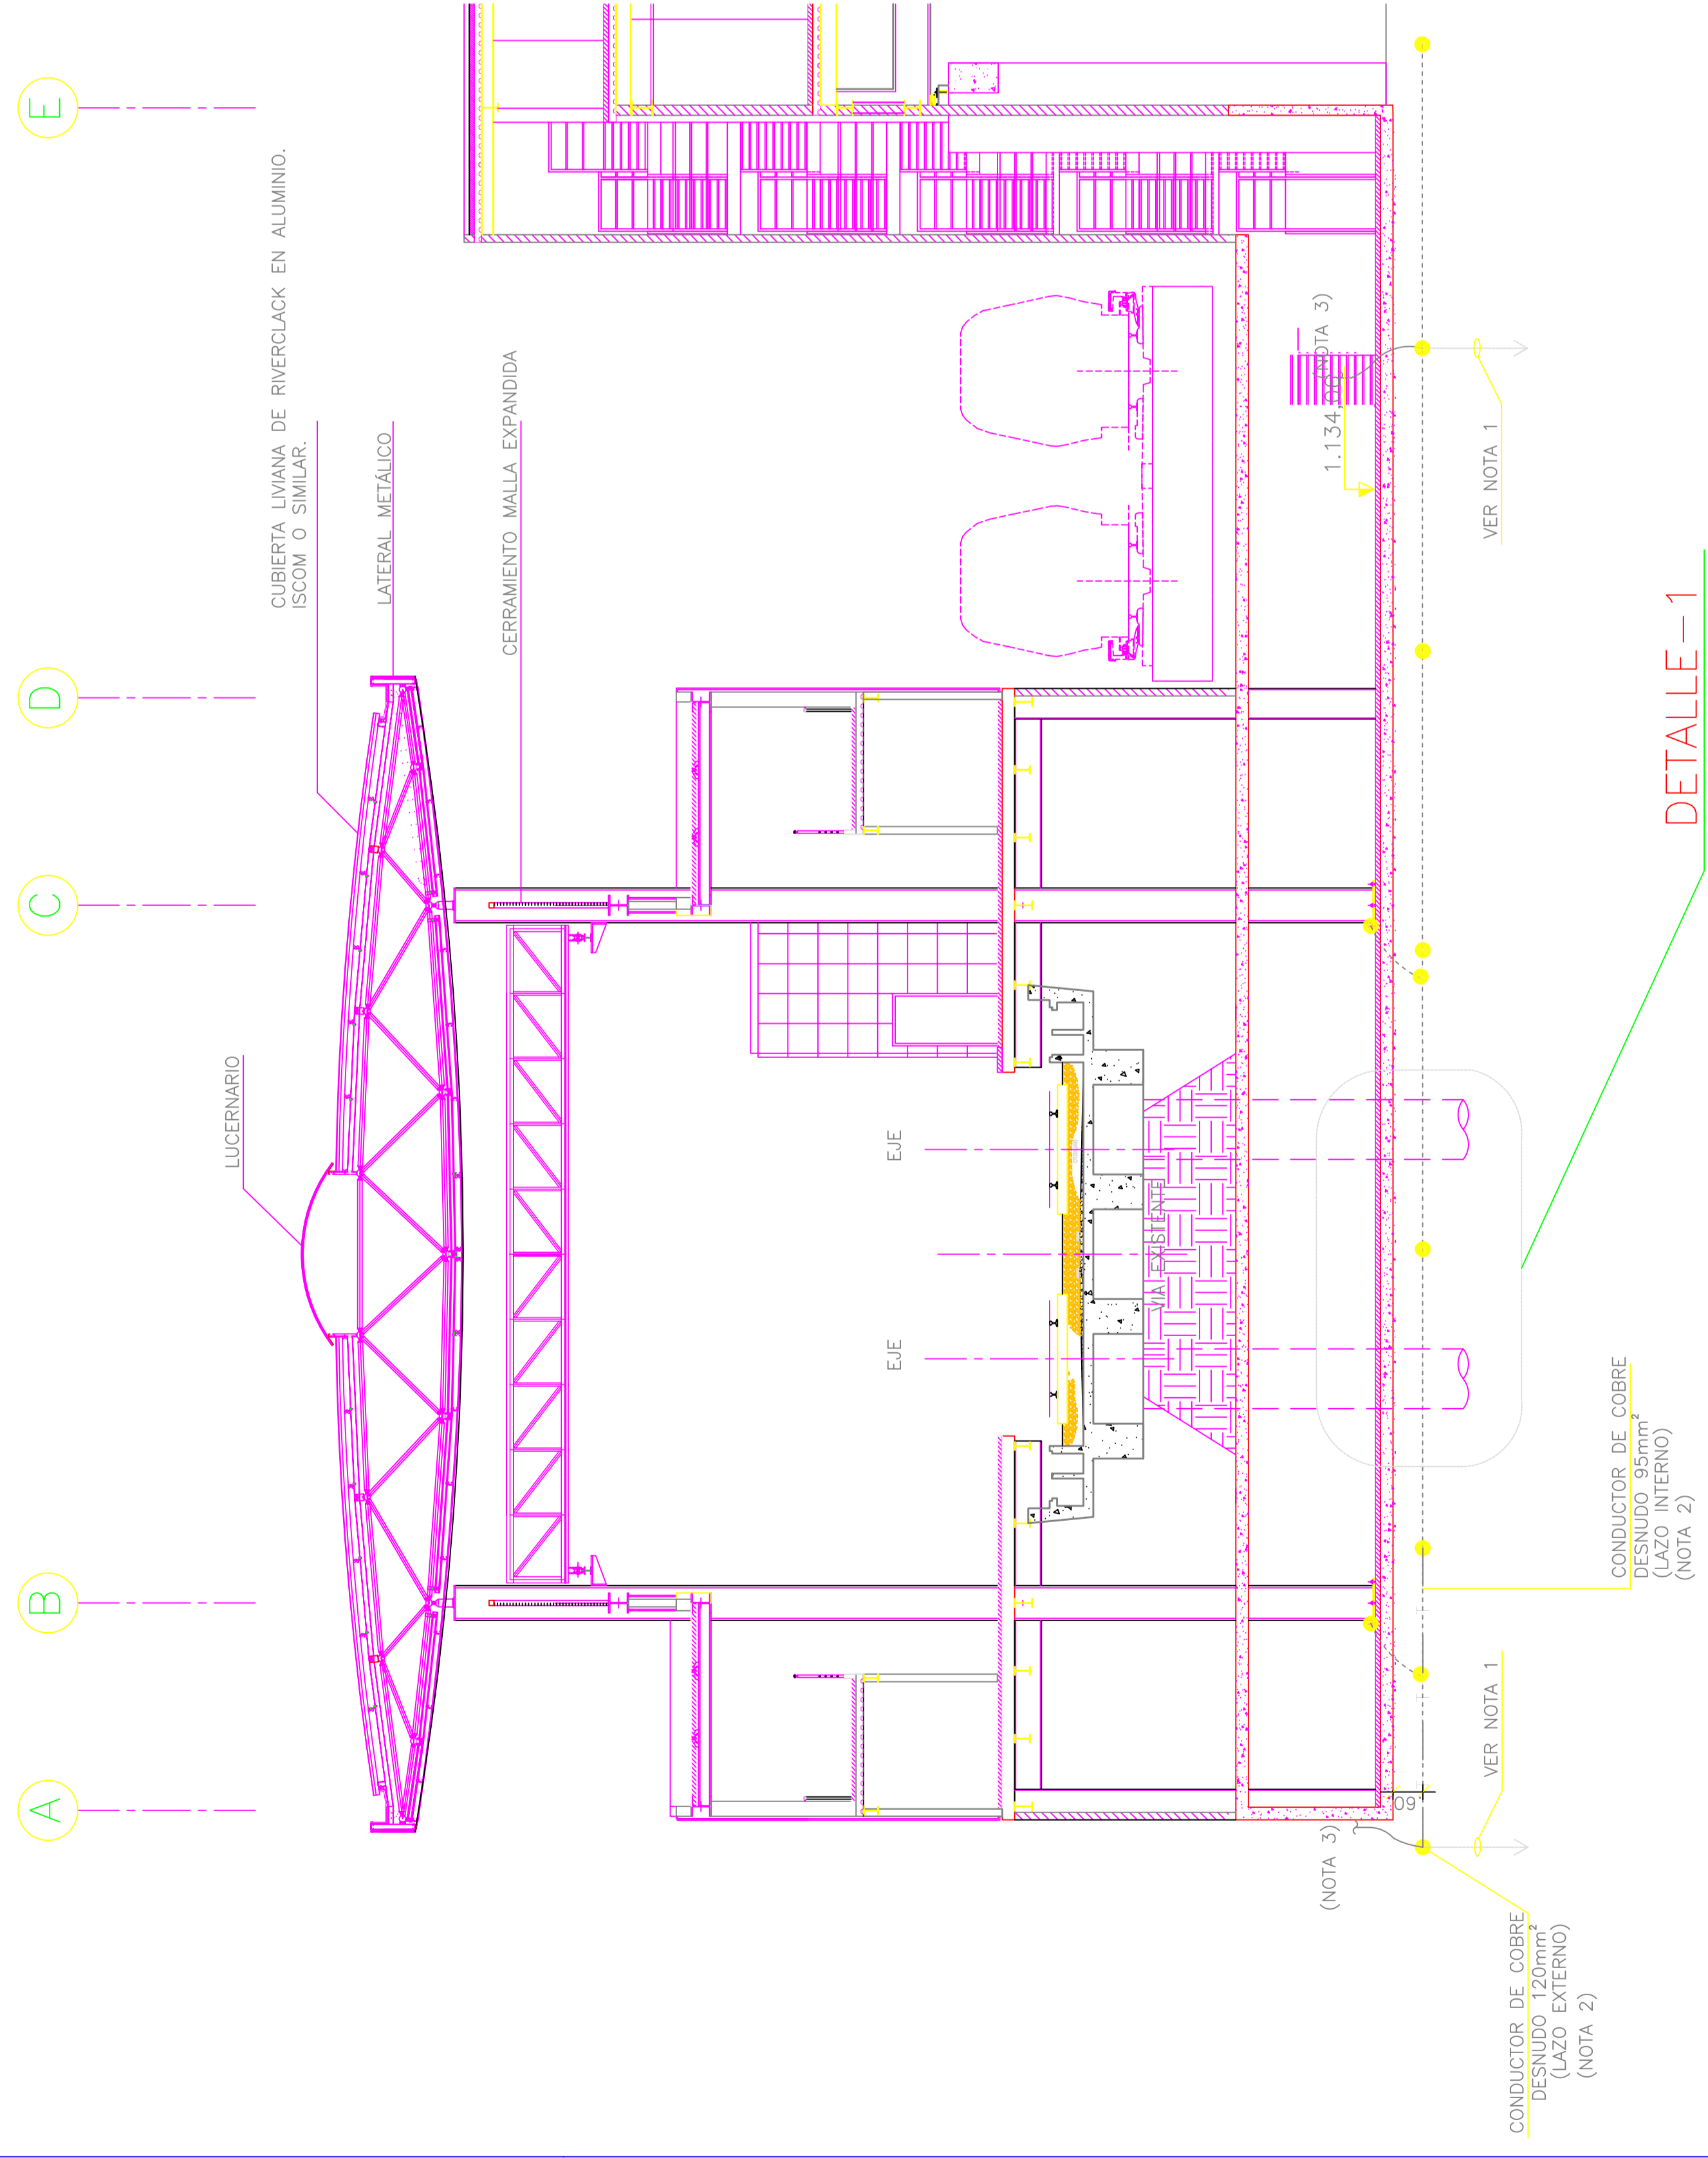 A
B
C
D
E
CUBIERTA LIVIANA DE RIVERCLACK EN ALUMINIO.
ISCOM O SIMILAR.
LATERAL METÁLICO
LUCERNARIO
CERRAMIENTO MALLA EXPANDIDA
EJE
EJE
VIA EXISTENTE
1.134,00
(NOTA 3)
(NOTA 3)
.60
VER NOTA 1
VER NOTA 1
CONDUCTOR DE COBRE
DESNUDO 120mm²
(LAZO EXTERNO)
(NOTA 2)
CONDUCTOR DE COBRE
DESNUDO 95mm²
(LAZO INTERNO)
(NOTA 2)
DETALLE-1